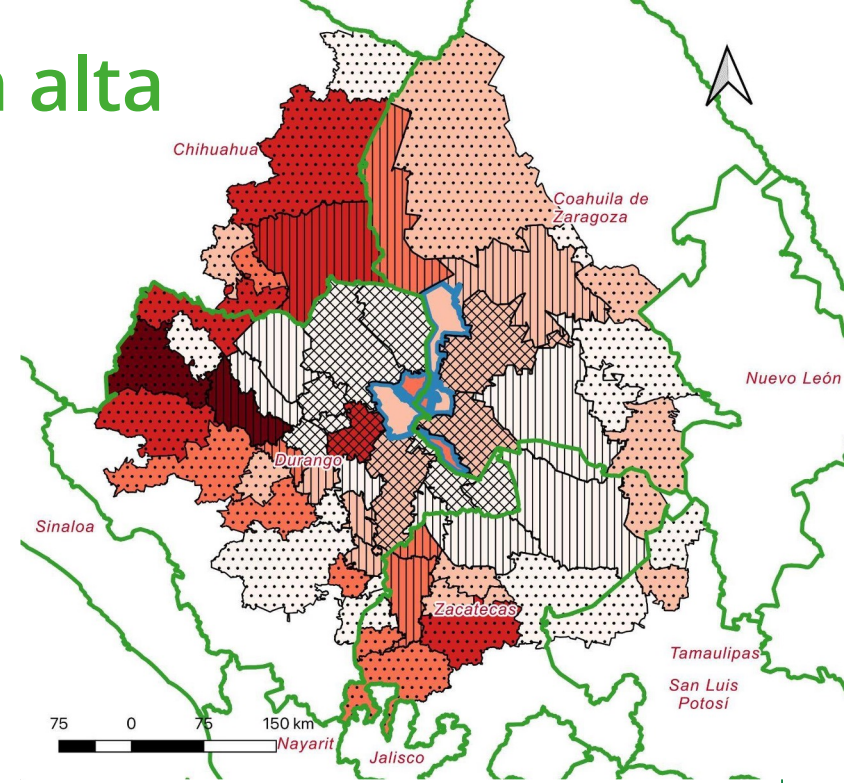 alta
Chihuahua
Coahuila de
Zaragoza
Nuevo León
Durango
Sinaloa
Zacatecas
Tamaulipas
San Luis
Potosí
75 0 75 150 km
Nayarit
Jalisco